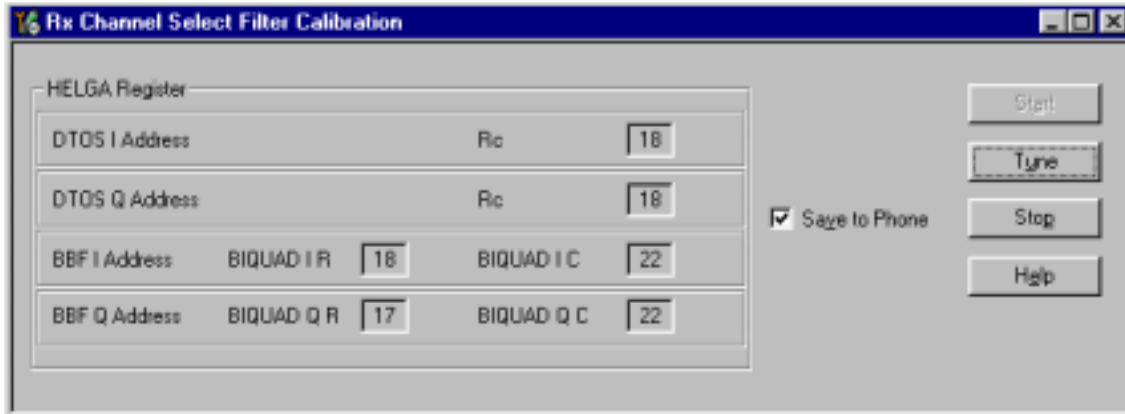 Rx Channel Select Filter Calibration
HELGA Register
DTOS I Address Rc 18
DTOS Q Address Rc 18
BBF I Address BIQUAD I R 18 BIQUAD I C 22
BBF Q Address BIQUAD Q R 17 BIQUAD Q C 22
Save to Phone
Start
Tune
Stop
Help